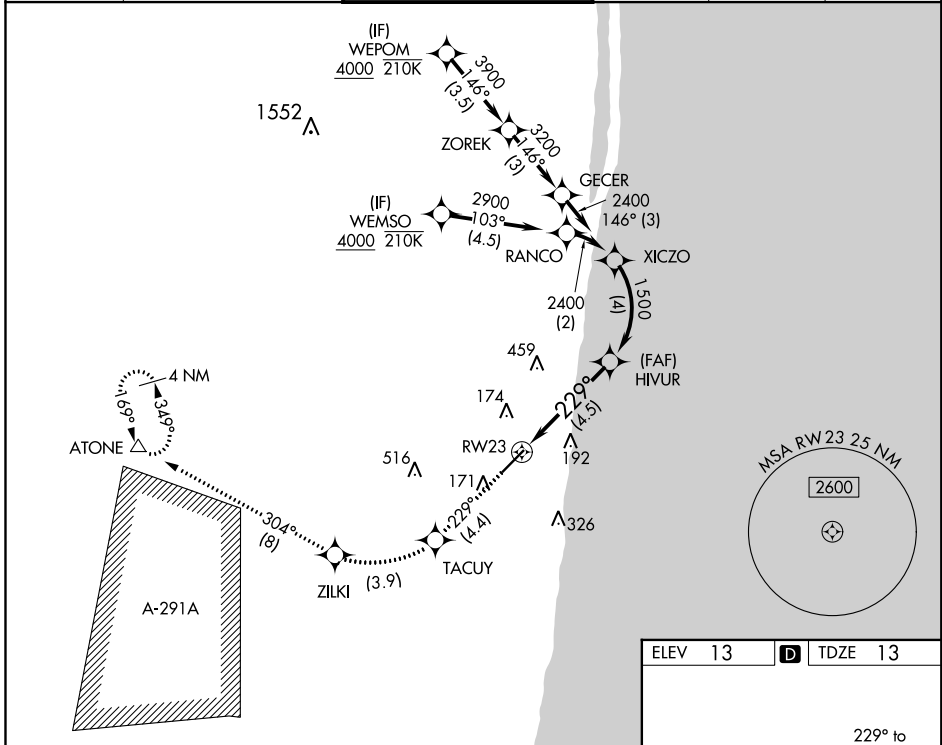 (IF)
WEPOM
4000 210K
3900
146°
(3.5)
1552
ZOREK
3200
146°
(3)
GECER
2400
146° (3)
(IF)
WEMSO
4000 210K
2900
103°
(4.5)
RANCO
XICZO
2400
(2)
1500
(4)
459
(FAF)
HIVUR
4 NM
169°
349°
174
229°
(4.5)
ATONE
RW23
192
516
171
MSA RW 23 25 NM
2600
229°
(4.4)
326
304°
(8)
TACUY
ZILKI
(3.9)
A-291A
ELEV 13 D TDZE 13
229° to